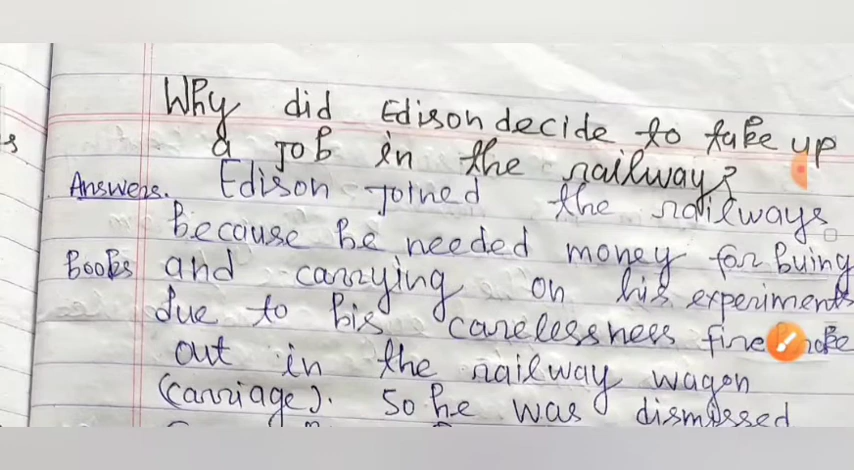 Why did Edison decide to take up
a Job in the railway?
Answers. Edison Joined the railways
because he needed money for buing
Books and carrying on his experiments
due to his carelessness fire broke
out in the railway wagon
(carriage). So he was dismissed
s